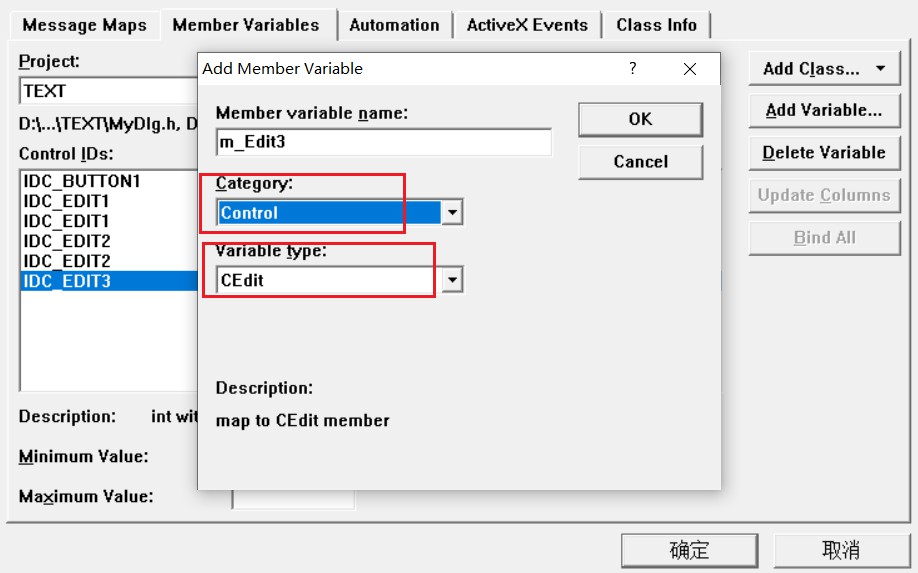 Message Maps Member Variables Automation ActiveX Events Class Info
Project:
TEXT
D:\...\TEXT\MyDlg.h, D
Control IDs:
IDC_BUTTON1
IDC_EDIT1
IDC_EDIT1
IDC_EDIT2
IDC_EDIT2
IDC_EDIT3
Description: int wit
Minimum Value:
Maximum Value:
Add Member Variable ?
Member variable name:
m_Edit3
Category:
Control
Variable type:
CEdit
Description:
map to CEdit member
OK
Cancel
Add Class...
Add Variable...
Delete Variable
Update Columns
Bind All
确定 取消